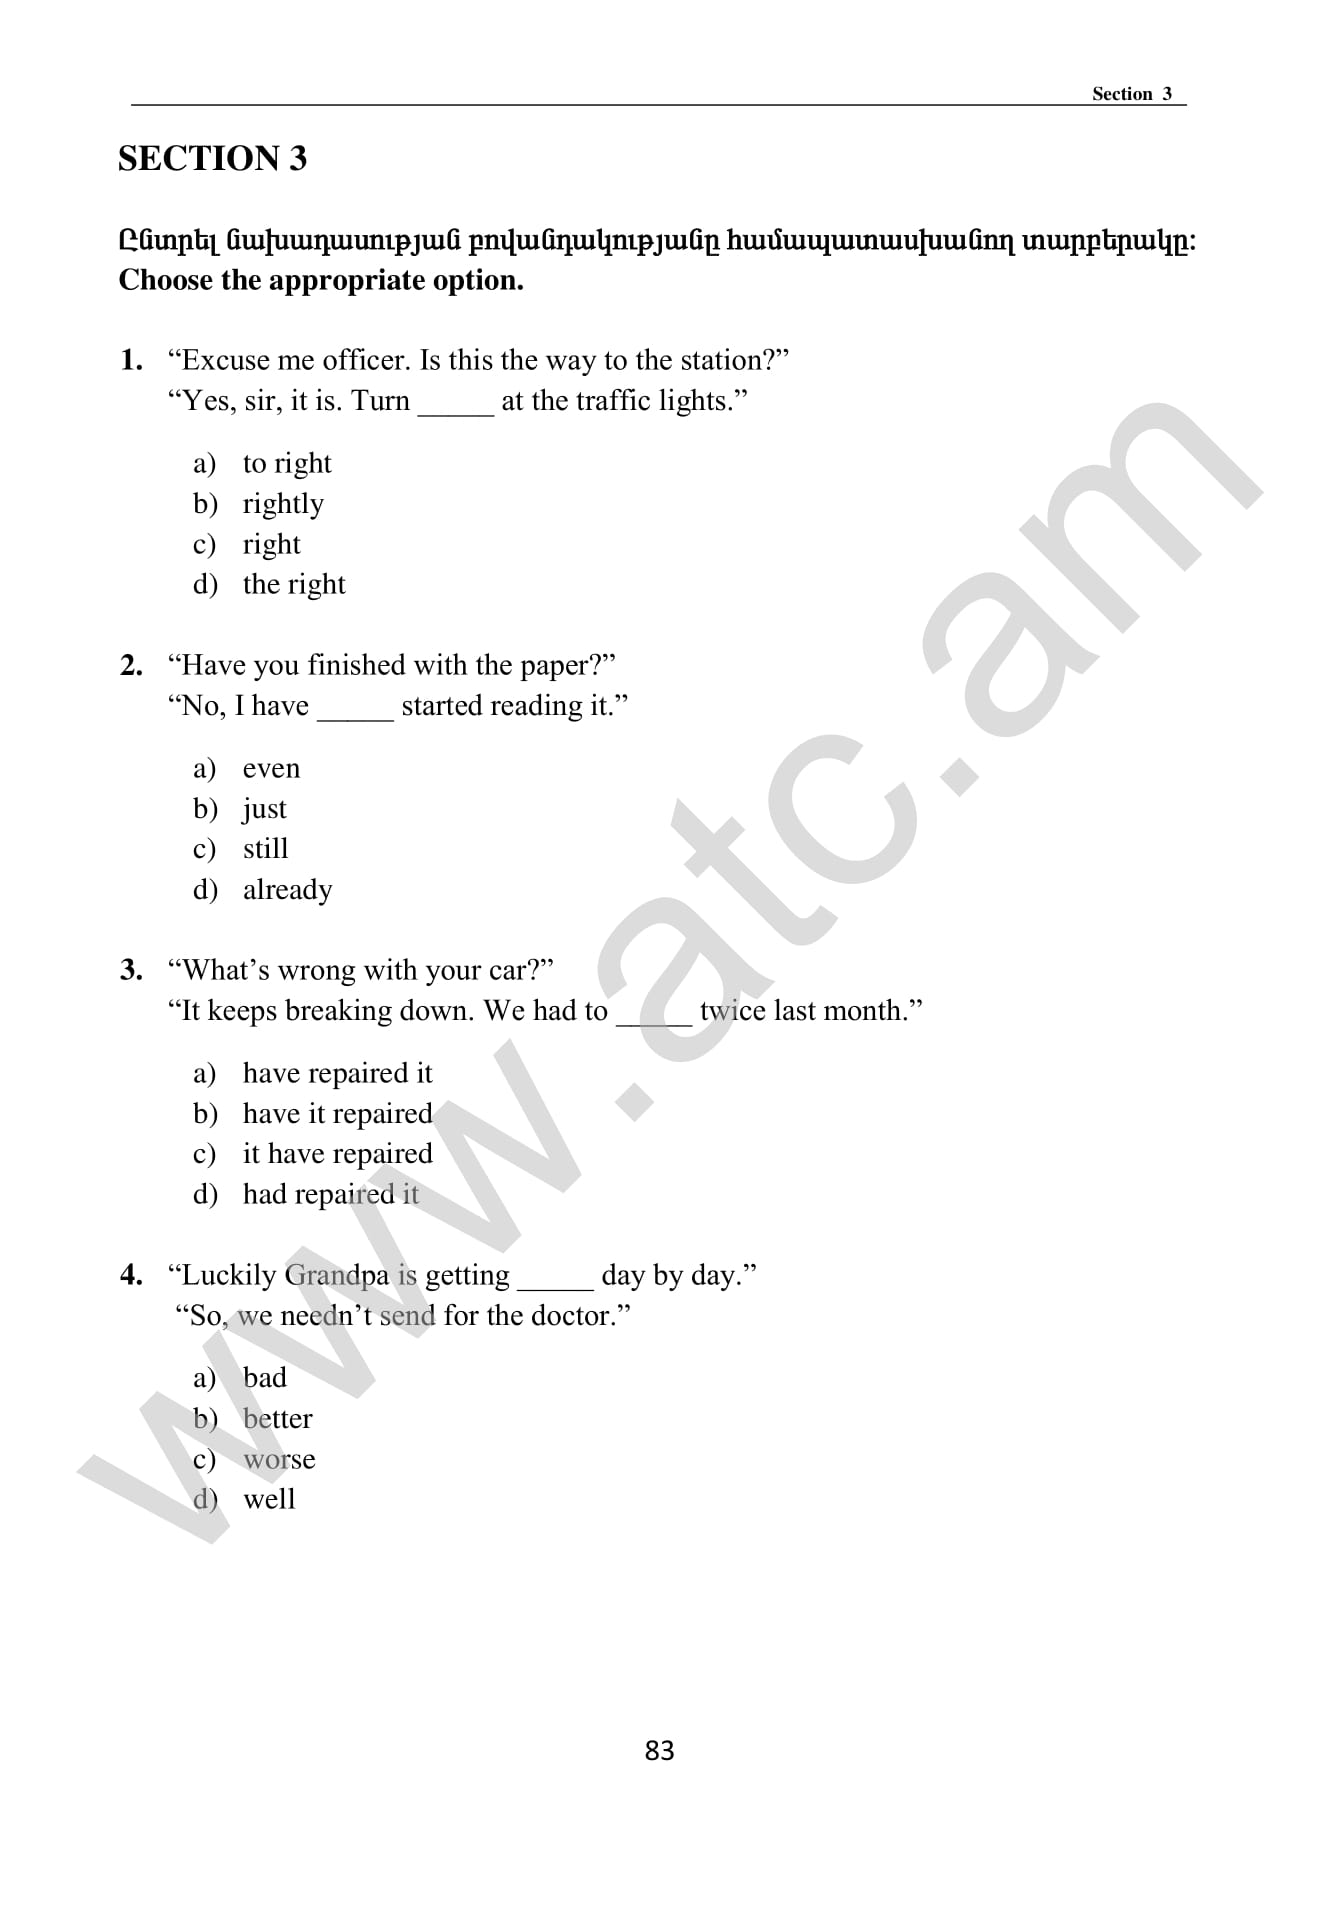 Section 3
SECTION 3
Ընտրել նախադասության բովանդակությանը համապատասխանող տարբերակը:
Choose the appropriate option.
1. “Excuse me officer. Is this the way to the station?”
“Yes, sir, it is. Turn _____ at the traffic lights.”
a) to right
b) rightly
c) right
d) the right
2. “Have you finished with the paper?”
“No, I have _____ started reading it.”
a) even
b) just
c) still
d) already
3. “What’s wrong with your car?”
“It keeps breaking down. We had to _____ twice last month.”
a) have repaired it
b) have it repaired
c) it have repaired
d) had repaired it
4. “Luckily Grandpa is getting _____ day by day.”
“So, we needn’t send for the doctor.”
a) bad
b) better
c) worse
d) well
83
www.atc.am